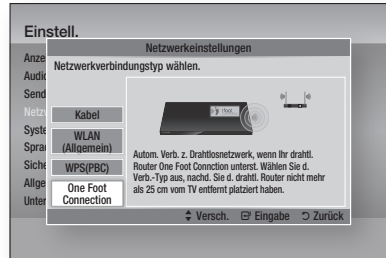 Einstell.
Netzwerkeinstellungen
Anze
Netzwerkverbindungstyp wählen.
Audio
Send
Netz
Syste
Sprac
Siche
Allge
Unter
Kabel
WLAN
(Allgemein)
WPS(PBC)
One Foot
Connection
Autom. Verb. z. Drahtlosnetzwerk, wenn Ihr drahtl.
Router One Foot Connction unterst. Wählen Sie d.
Verb.-Typ aus, nachd. Sie d. drahtl. Router nicht mehr
als 25 cm vom TV entfernt platziert haben.
Versch. Eingabe Zurück